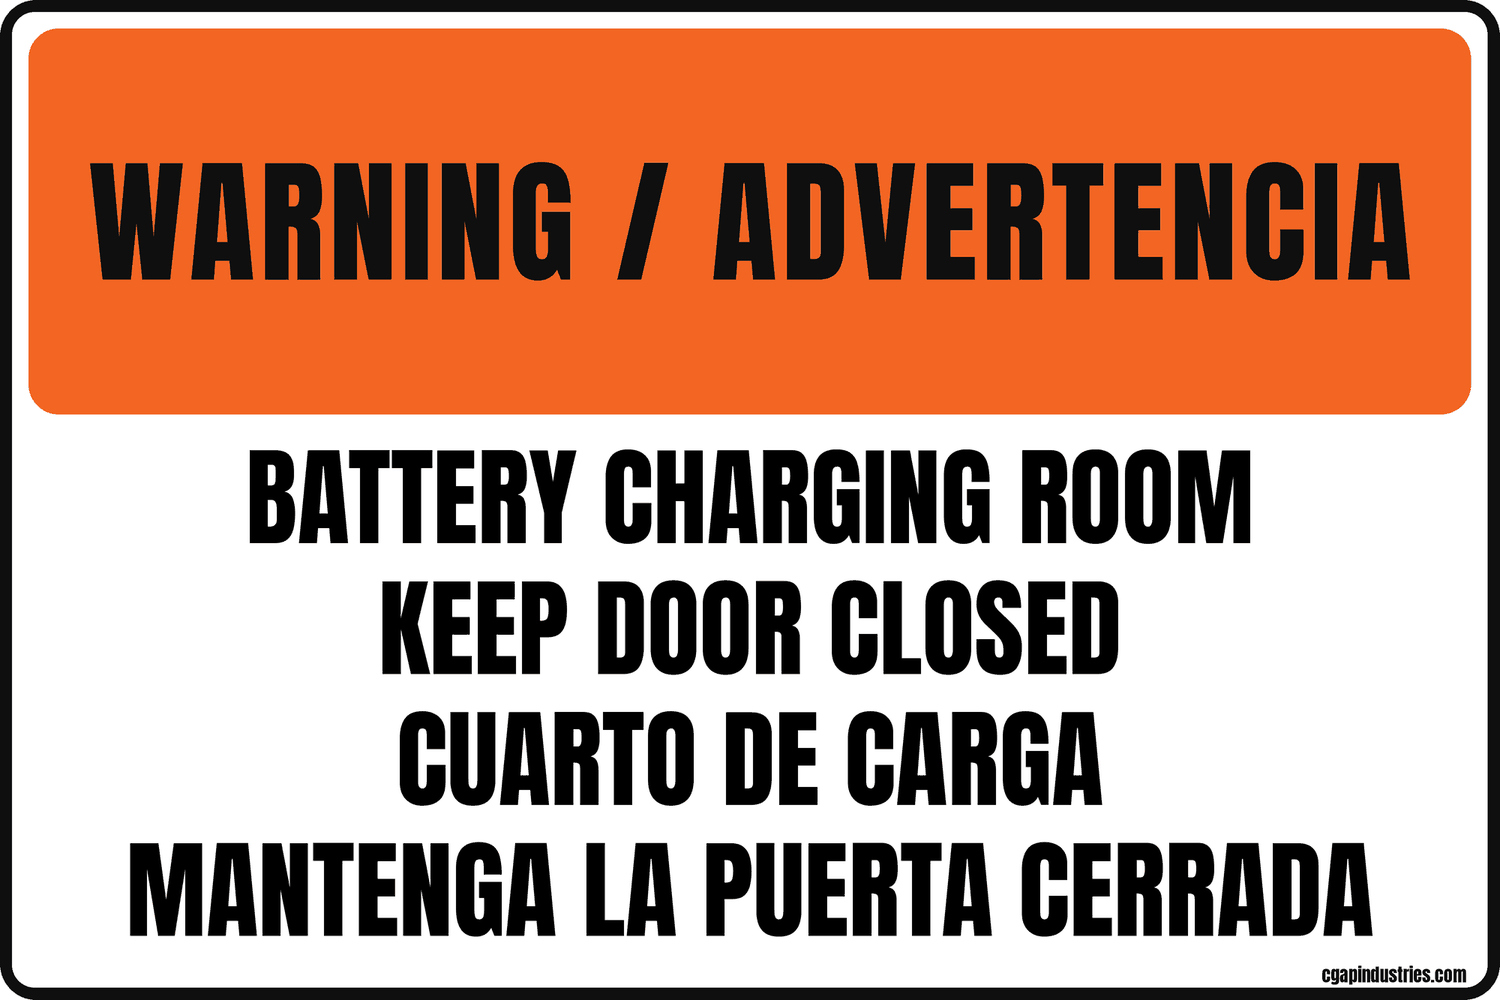 WARNING / ADVERTENCIA
BATTERY CHARGING ROOM
KEEP DOOR CLOSED
CUARTO DE CARGA
MANTENGA LA PUERTA CERRADA
cgapindustries.com